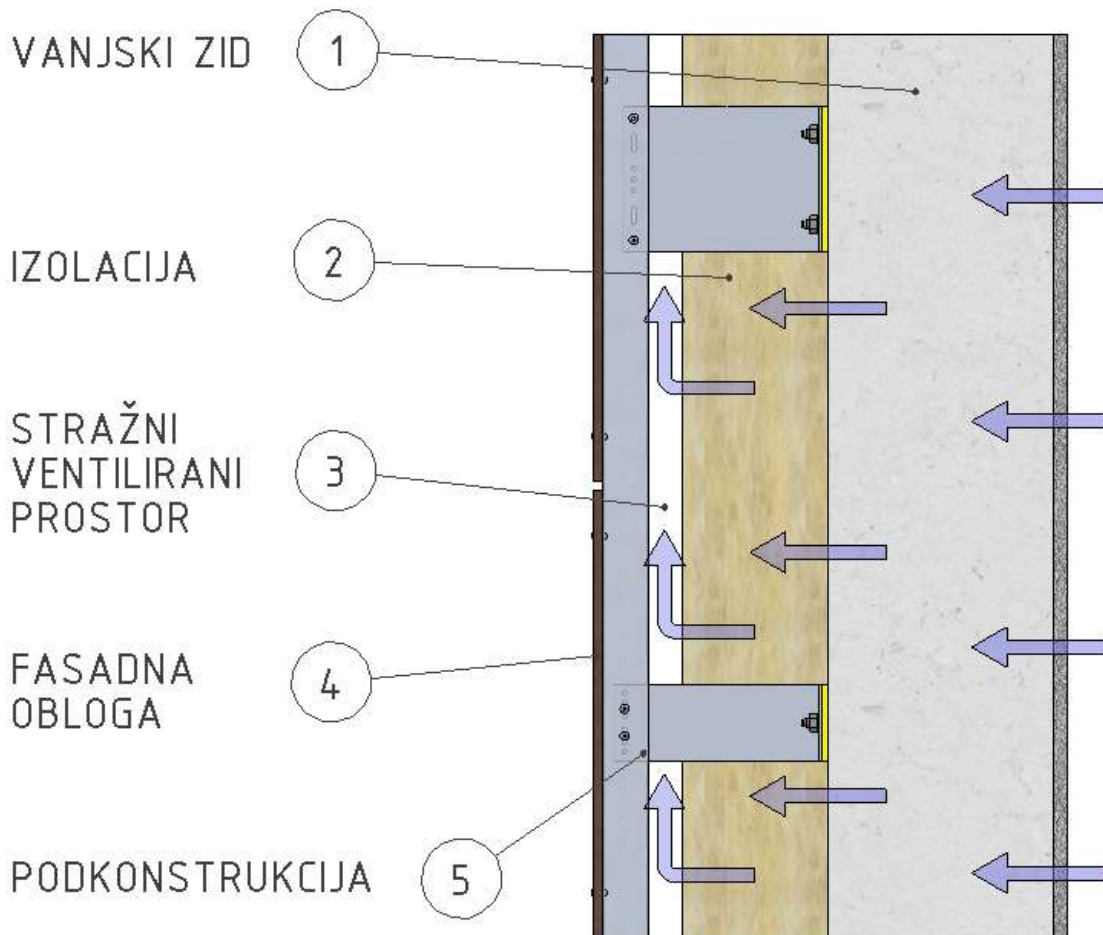 VANJSKI ZID 1
IZOLACIJA 2
STRAŽNI
VENTILIRANI 3
PROSTOR
FASADNA 4
OBLOGA
PODKONSTRUKCIJA 5